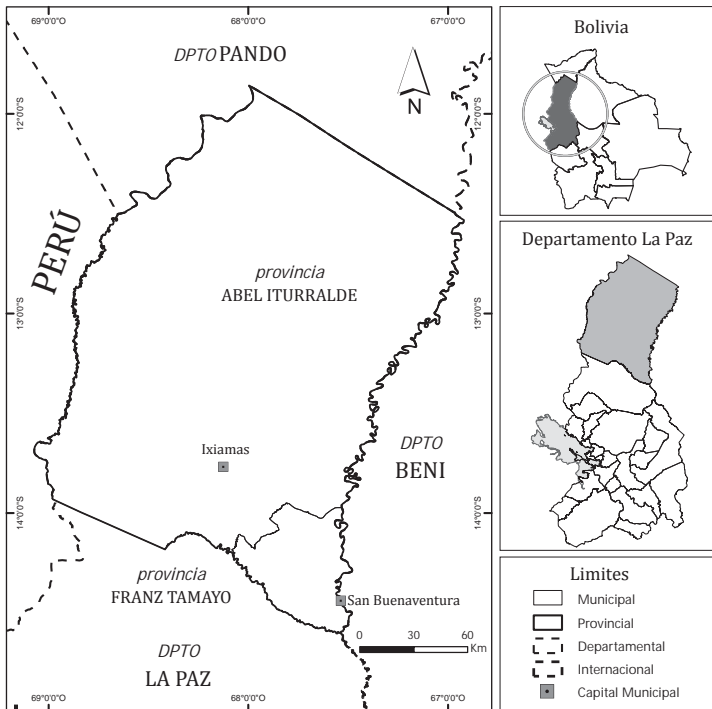 69°0'0"O
68°0'0"O
67°0'0"O
DPTO PANDO
N
12°0'0"S
12°0'0"S
PERÚ
provincia
ABEL ITURRALDE
13°0'0"S
13°0'0"S
Ixiamas
DPTO
BENI
14°0'0"S
14°0'0"S
provincia
FRANZ TAMAYO
San Buenaventura
0 30 60
Km
DPTO
LA PAZ
69°0'0"O
68°0'0"O
67°0'0"O
Bolivia
Departamento La Paz
Limites
Municipal
Provincial
Departamental
Internacional
Capital Municipal